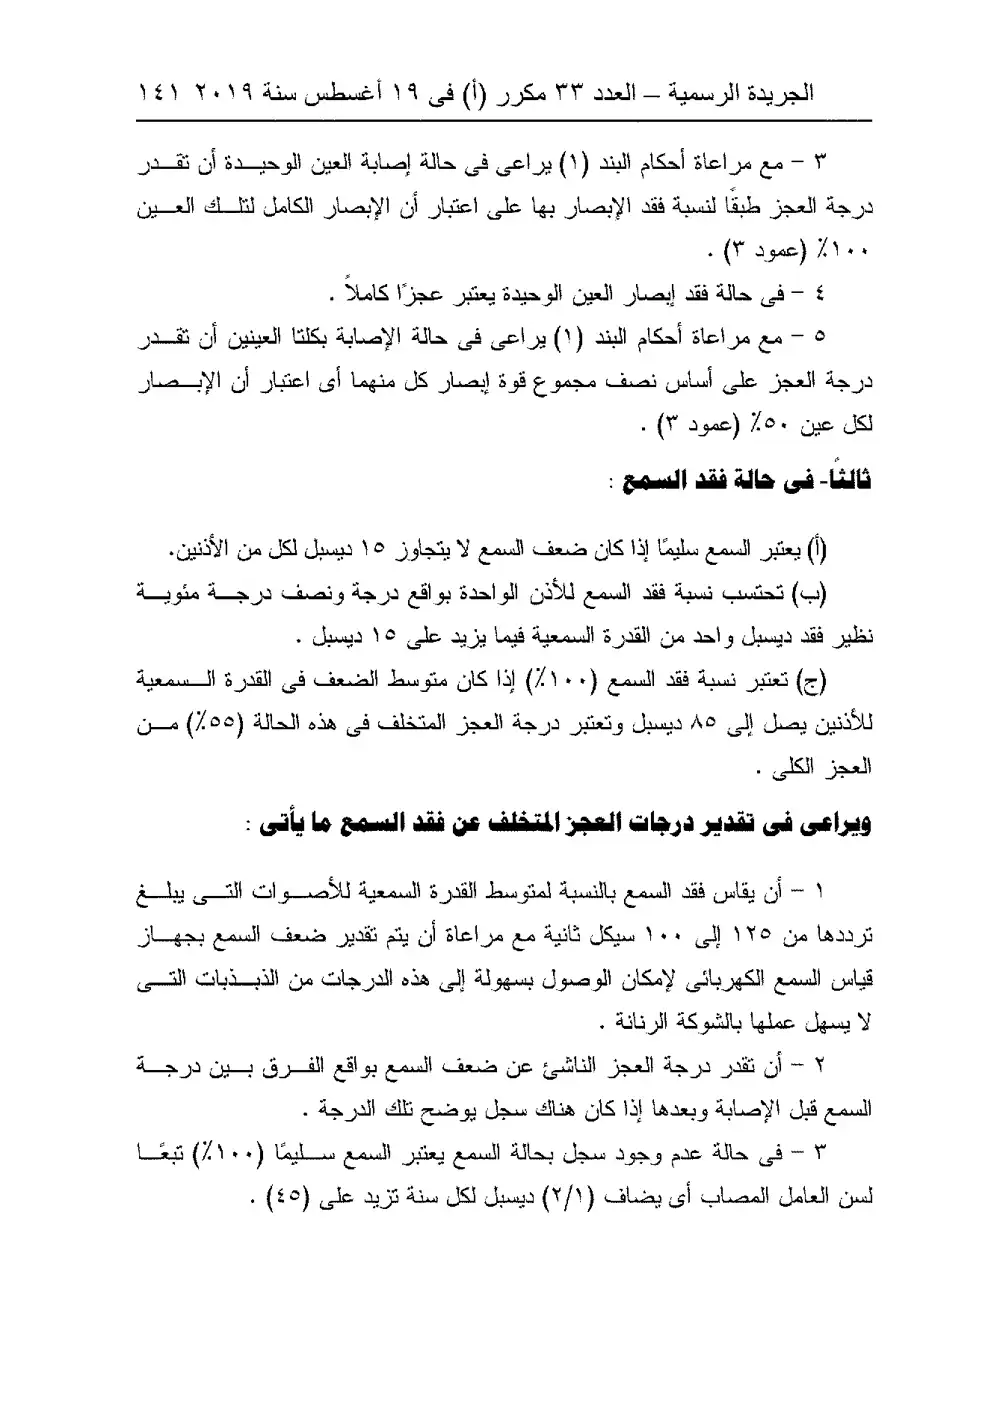 الجريدة الرسمية – العدد ٣٣ مكرر (أ) فى ١٩ أغسطس سنة ٢٠١٩ ١٤١
٣ – مع مراعاة أحكام البند (١) يراعى فى حالة إصابة العين الوحيدة أن تقدر
درجة العجز طبقًا لنسبة فقد الإبصار بها على اعتبار أن الإبصار الكامل لتلك العين
١٠٠٪ (عمود ٣) .
٤ – فى حالة فقد إبصار العين الوحيدة يعتبر عجزًا كاملاً .
٥ – مع مراعاة أحكام البند (١) يراعى فى حالة الإصابة بكلتا العينين أن تقدر
درجة العجز على أساس نصف مجموع قوة إبصار كل منهما أى اعتبار أن الإبصار
لكل عين ٥٠٪ (عمود ٣) .
ثالثًا- فى حالة فقد السمع :
(أ) يعتبر السمع سليمًا إذا كان ضعف السمع لا يتجاوز ١٥ ديسبل لكل من الأذنين.
(ب) تحتسب نسبة فقد السمع للأذن الواحدة بواقع درجة ونصف درجة مئوية
نظير فقد ديسبل واحد من القدرة السمعية فيما يزيد على ١٥ ديسبل .
(ج) تعتبر نسبة فقد السمع (١٠٠٪) إذا كان متوسط الضعف فى القدرة السمعية
للأذنين يصل إلى ٨٥ ديسبل وتعتبر درجة العجز المتخلف فى هذه الحالة (٥٥٪) من
العجز الكلى .
ويراعى فى تقدير درجات العجز المتخلف عن فقد السمع ما يأتى :
١ – أن يقاس فقد السمع بالنسبة لمتوسط القدرة السمعية للأصوات التى يبلغ
ترددها من ١٢٥ إلى ١٠٠ سيكل ثانية مع مراعاة أن يتم تقدير ضعف السمع بجهاز
قياس السمع الكهربائى لإمكان الوصول بسهولة إلى هذه الدرجات من الذبذبات التى
لا يسهل عملها بالشوكة الرنانة .
٢ – أن تقدر درجة العجز الناشئ عن ضعف السمع بواقع الفرق بين درجة
السمع قبل الإصابة وبعدها إذا كان هناك سجل يوضح تلك الدرجة .
٣ – فى حالة عدم وجود سجل بحالة السمع يعتبر السمع سليمًا (١٠٠٪) تبعًا
لسن العامل المصاب أى يضاف (٢/١) ديسبل لكل سنة تزيد على (٤٥) .